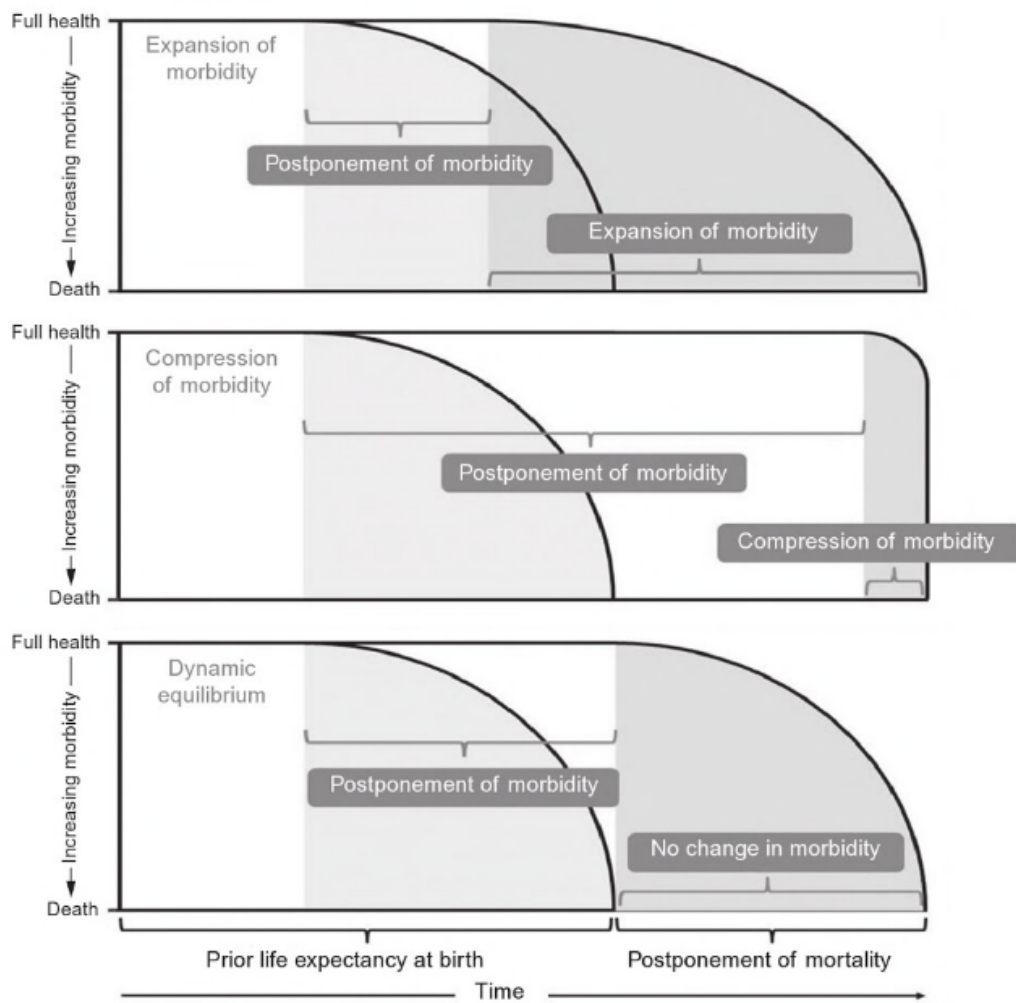 Full health
Expansion of
morbidity
Increasing morbidity
Postponement of morbidity
Expansion of morbidity
Death
Full health
Compression
of morbidity
Increasing morbidity
Postponement of morbidity
Compression of morbidity
Death
Full health
Dynamic
equilibrium
Increasing morbidity
Postponement of morbidity
No change in morbidity
Death
Prior life expectancy at birth
Postponement of mortality
Time